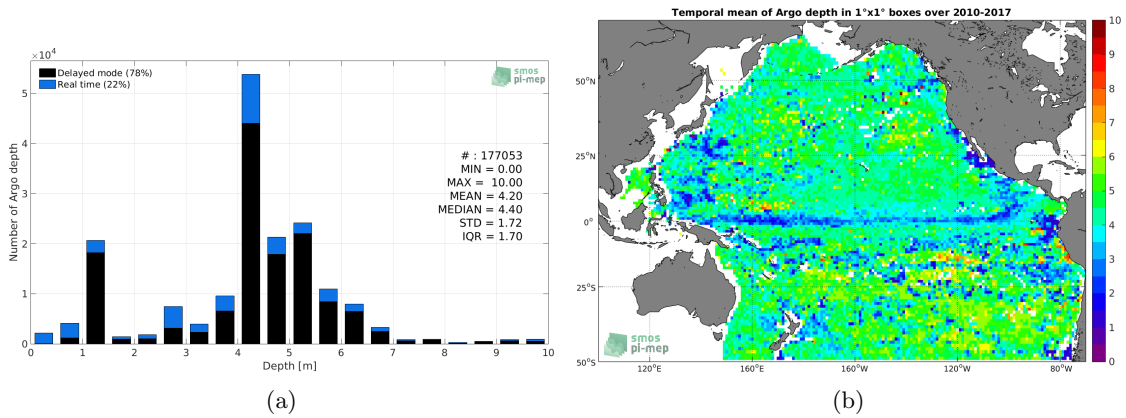 ×10⁴
Delayed mode (78%)
Real time (22%)
smos
pi-mep
# : 177053
MIN = 0.00
MAX = 10.00
MEAN = 4.20
MEDIAN = 4.40
STD = 1.72
IQR = 1.70
Number of Argo depth
5
4
3
2
1
0
0 1 2 3 4 5 6 7 8 9 10
Depth [m]
(a)
Temporal mean of Argo depth in 1°x1° boxes over 2010-2017
50°N
25°N
0°
25°S
50°S
smos
pi-mep
120°E 160°E 160°W 120°W 80°W
10
9
8
7
6
5
4
3
2
1
0
(b)